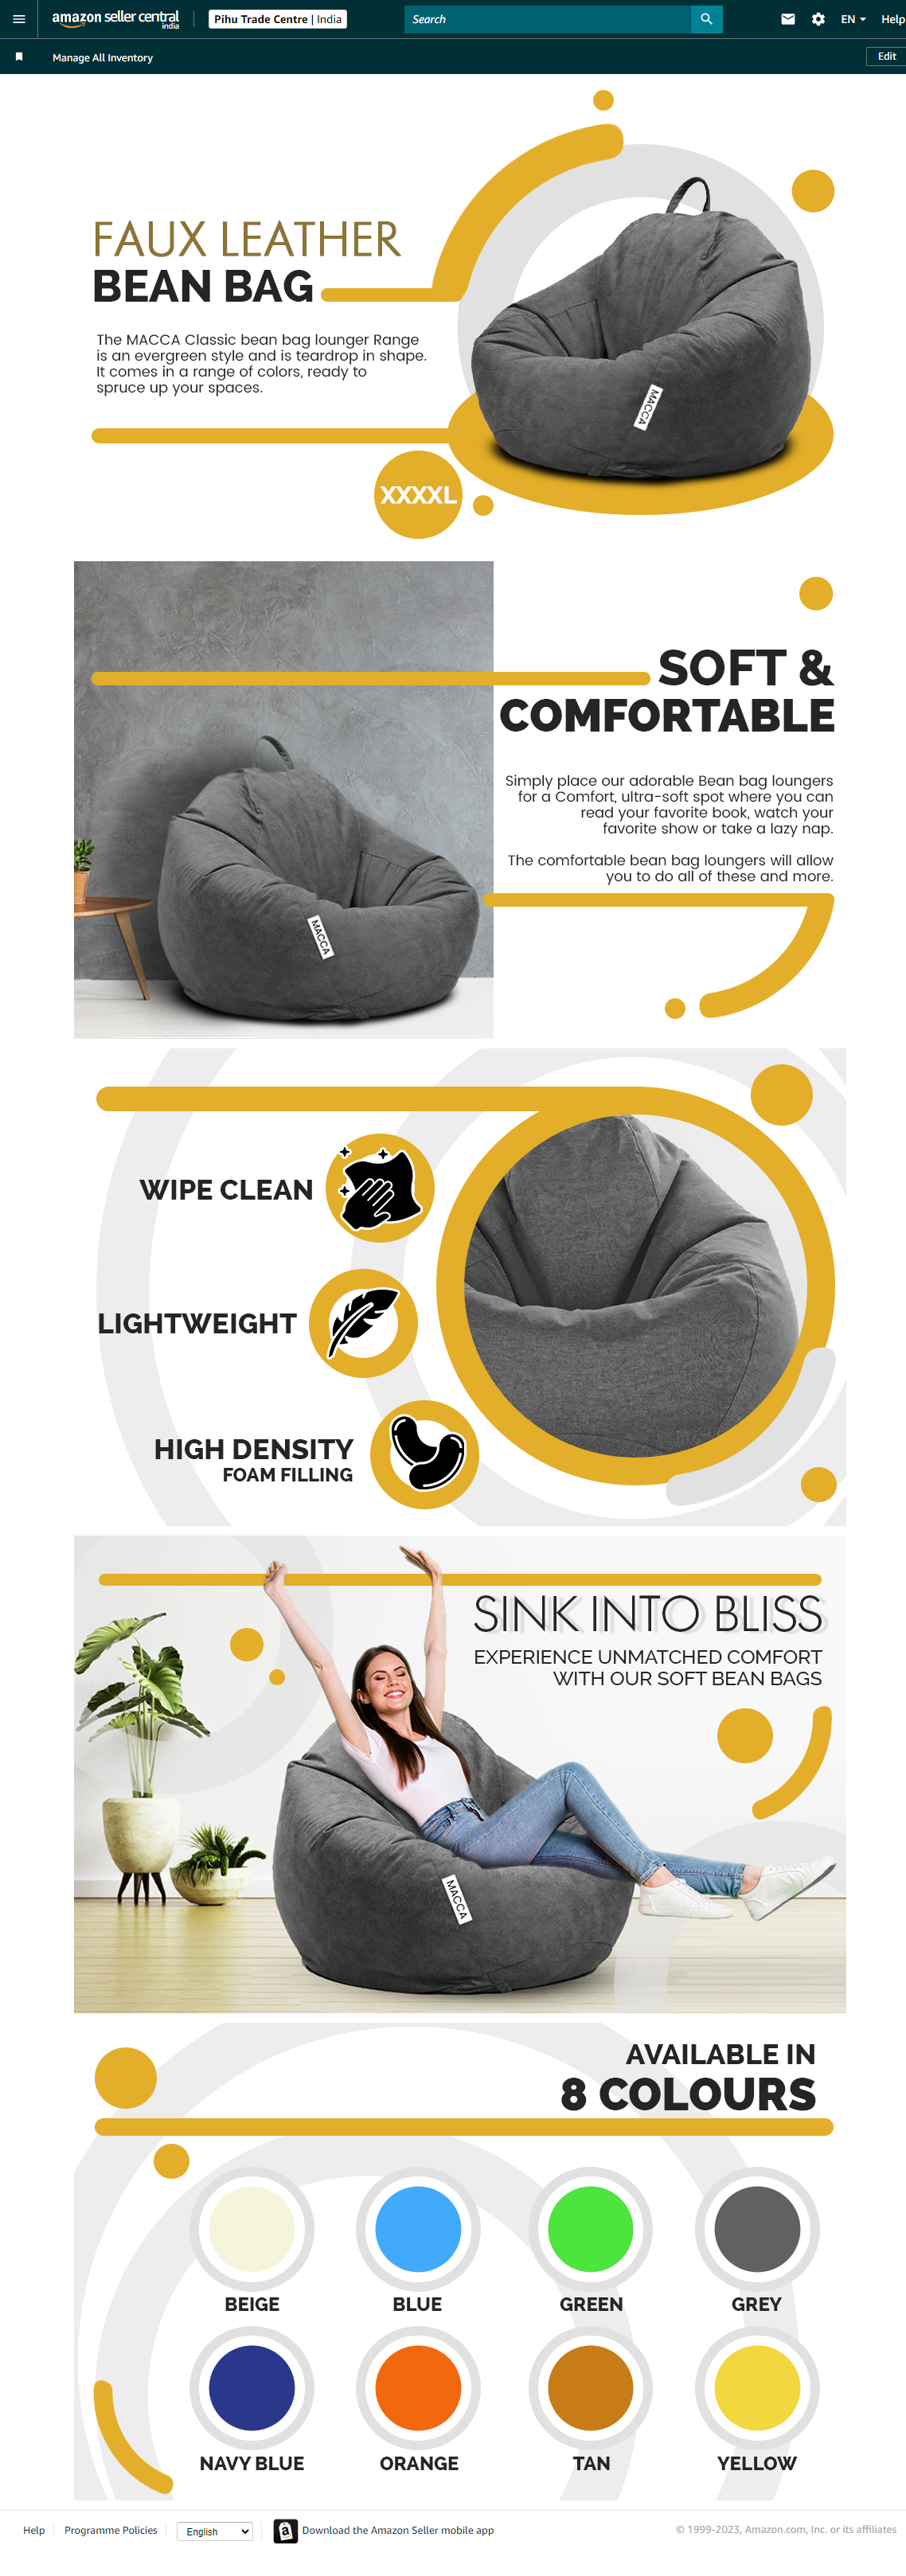 amazon seller central
india
Pihu Trade Centre | India
Search
EN
Help
Manage All Inventory
Edit
FAUX LEATHER
BEAN BAG
The MACCA Classic bean bag lounger Range
is an evergreen style and is teardrop in shape.
It comes in a range of colors, ready to
spruce up your spaces.
MACCA
XXXXL
SOFT &
COMFORTABLE
Simply place our adorable Bean bag loungers
for a Comfort, ultra-soft spot where you can
read your favorite book, watch your
favorite show or take a lazy nap.
The comfortable bean bag loungers will allow
you to do all of these and more.
MACCA
WIPE CLEAN
LIGHTWEIGHT
HIGH DENSITY
FOAM FILLING
SINK INTO BLISS
EXPERIENCE UNMATCHED COMFORT
WITH OUR SOFT BEAN BAGS
MACCA
AVAILABLE IN
8 COLOURS
BEIGE
BLUE
GREEN
GREY
NAVY BLUE
ORANGE
TAN
YELLOW
Help
Programme Policies
English
a
Download the Amazon Seller mobile app
© 1999-2023, Amazon.com, Inc. or its affiliates